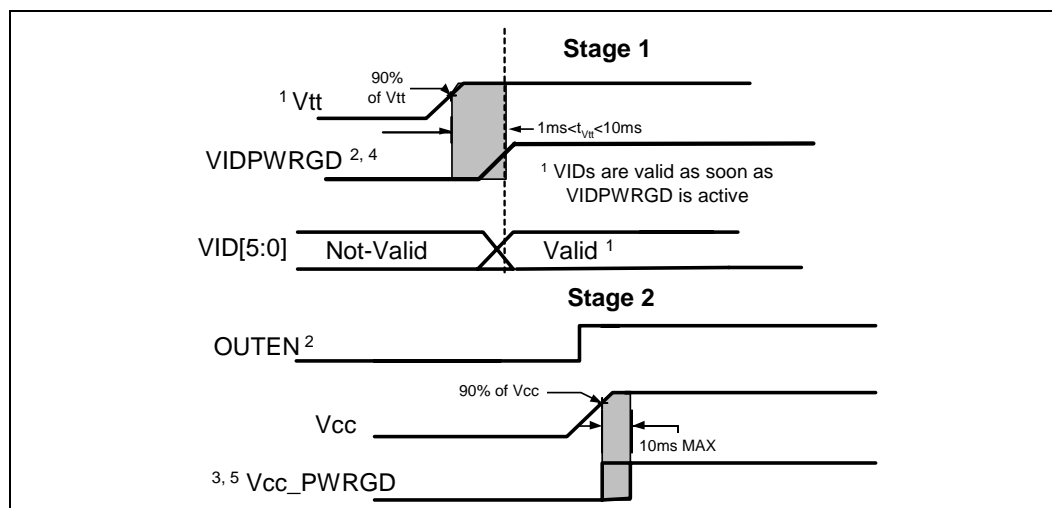 Stage 1
90%
of Vtt
1 Vtt
1ms<tVtt<10ms
VIDPWRGD 2, 4
1 VIDs are valid as soon as
VIDPWRGD is active
VID[5:0]
Not-Valid
Valid 1
Stage 2
OUTEN 2
90% of Vcc
Vcc
10ms MAX
3, 5 Vcc_PWRGD